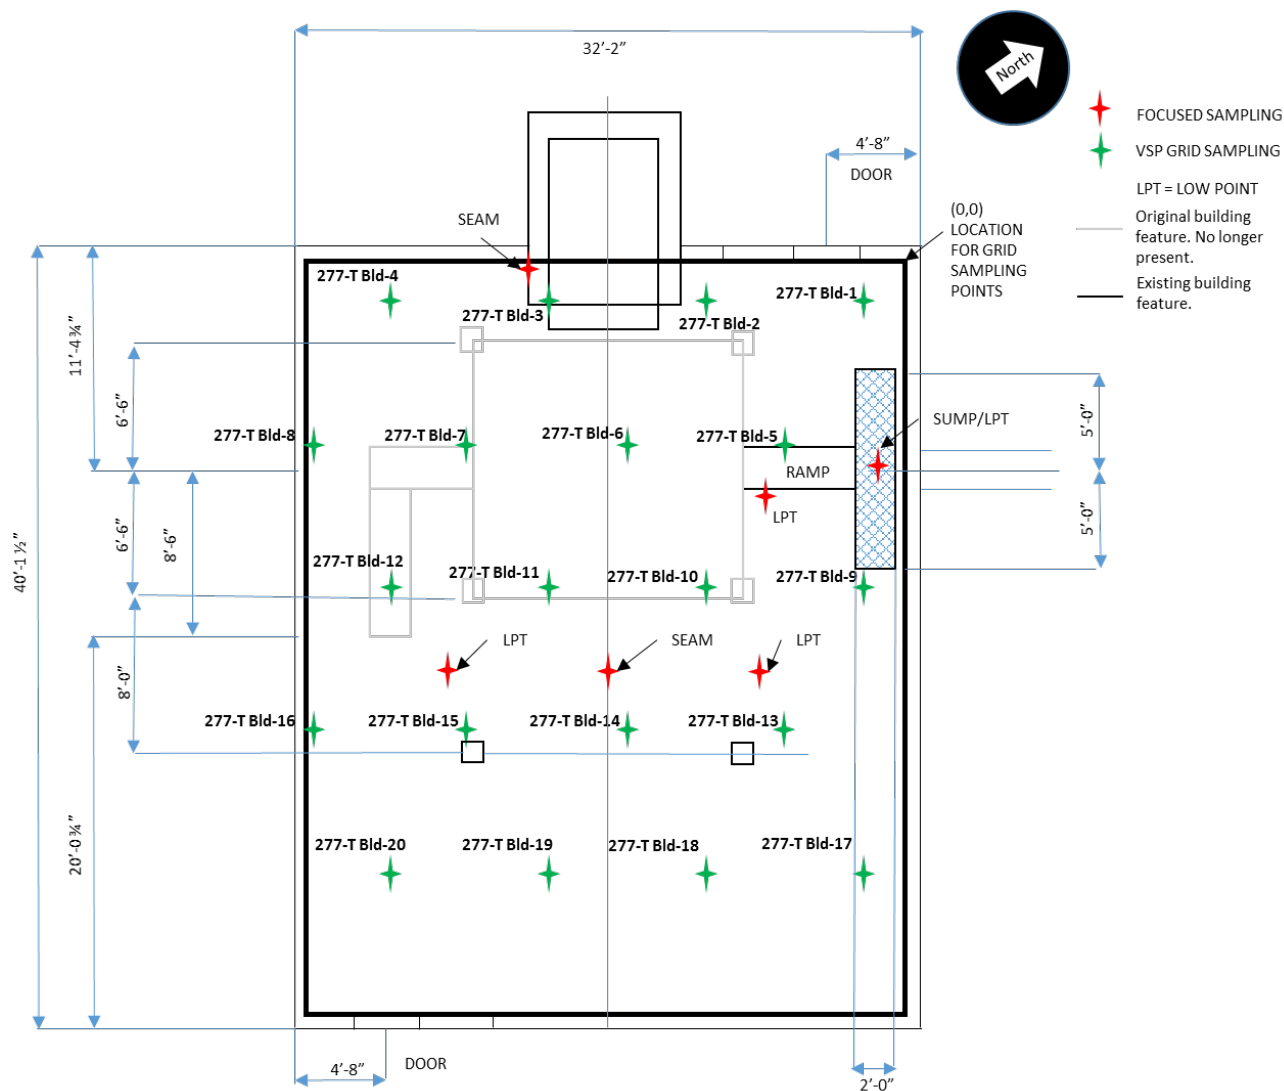 32’-2”
North
FOCUSED SAMPLING
4’-8”
VSP GRID SAMPLING
DOOR
LPT = LOW POINT
SEAM
(0,0)
LOCATION
FOR GRID
SAMPLING
POINTS
Original building
feature. No longer
present.
Existing building
feature.
277-T Bld-4
277-T Bld-3
277-T Bld-2
277-T Bld-1
11’-4 ¾”
6’-6”
5’-0”
SUMP/LPT
277-T Bld-8
277-T Bld-7
277-T Bld-6
277-T Bld-5
RAMP
LPT
40’-1 ½”
6’-6”
8’-6”
5’-0”
277-T Bld-12
277-T Bld-11
277-T Bld-10
277-T Bld-9
LPT
SEAM
LPT
8’-0”
277-T Bld-16
277-T Bld-15
277-T Bld-14
277-T Bld-13
20’-0 ¾”
277-T Bld-20
277-T Bld-19
277-T Bld-18
277-T Bld-17
4’-8”
DOOR
2’-0”